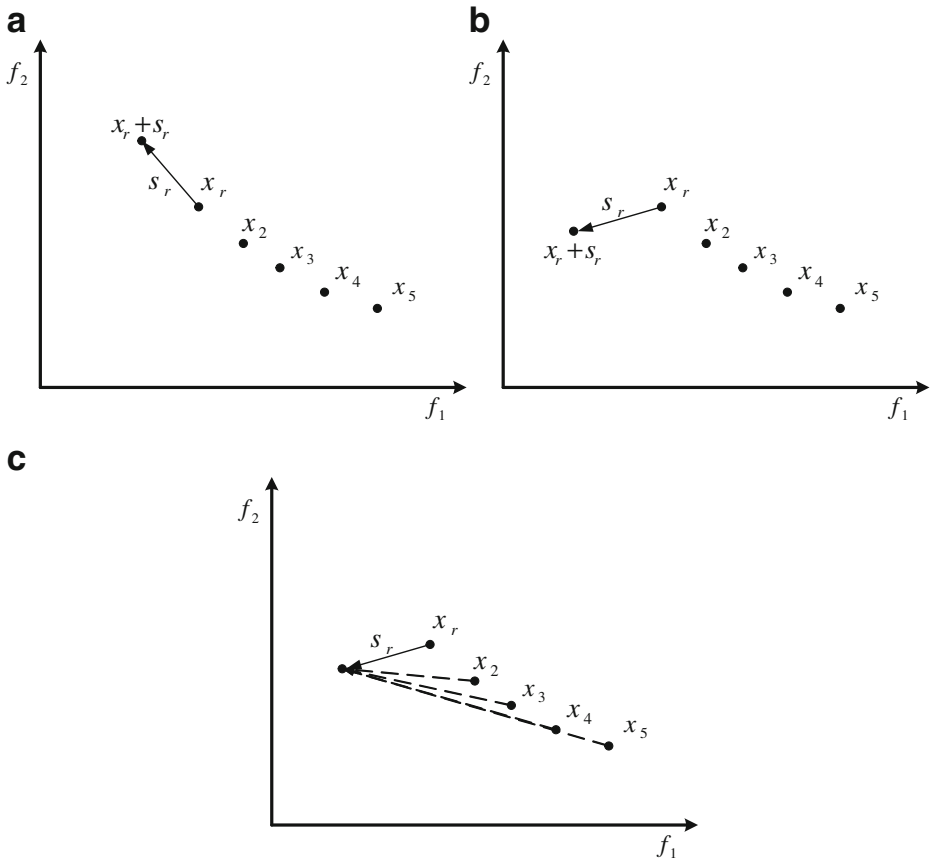 a
f₂
xᵣ + sᵣ
sᵣ
xᵣ
x₂
x₃
x₄
x₅
f₁
b
f₂
xᵣ
sᵣ
x₂
xᵣ + sᵣ
x₃
x₄
x₅
f₁
c
f₂
xᵣ
sᵣ
x₂
x₃
x₄
x₅
f₁